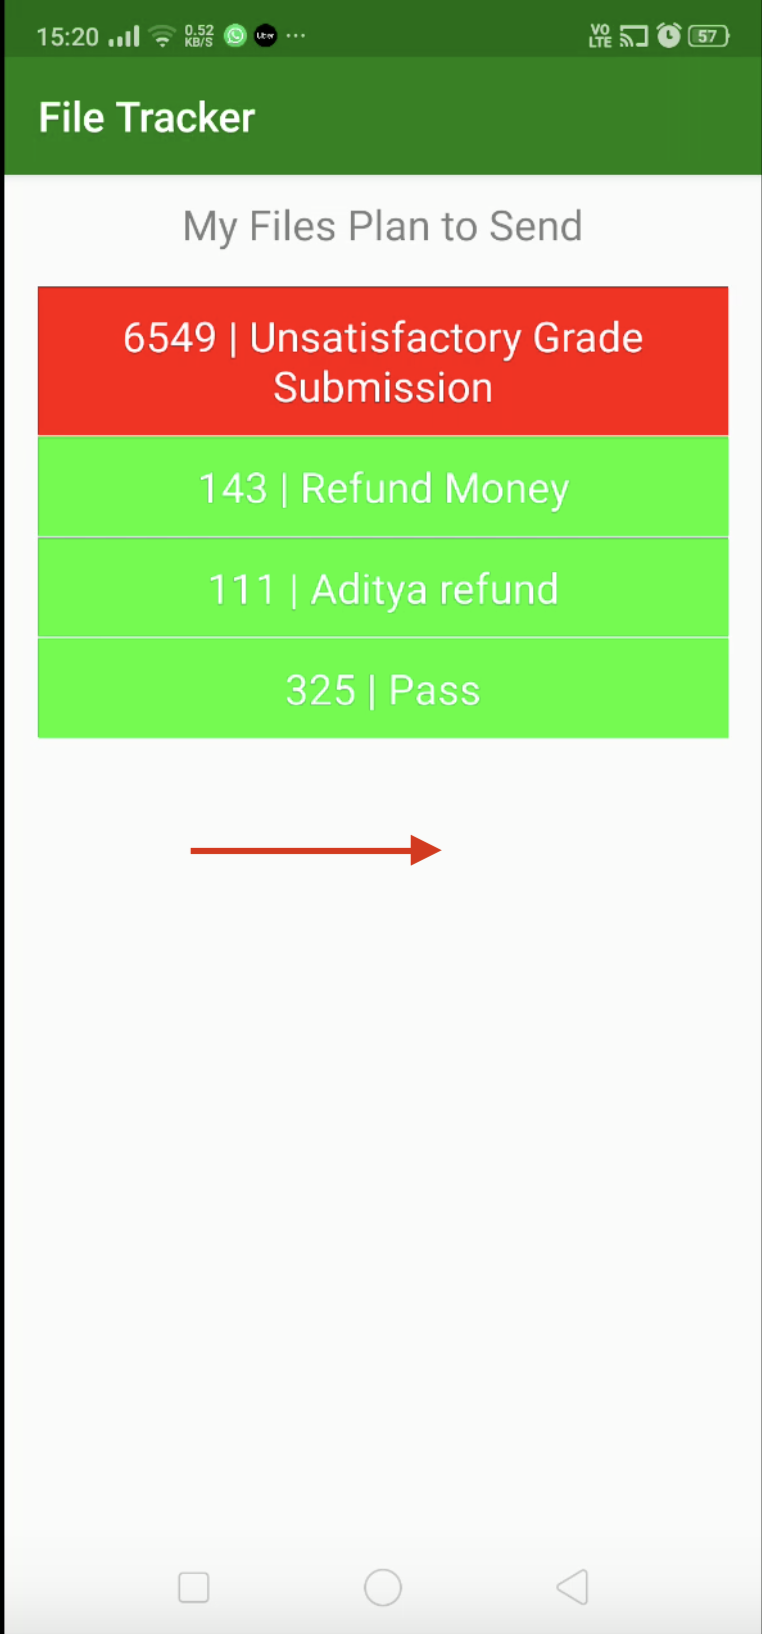 15:20 0.52 KB/S Uber ... VO LTE 57
File Tracker
My Files Plan to Send
6549 | Unsatisfactory Grade
Submission
143 | Refund Money
111 | Aditya refund
325 | Pass